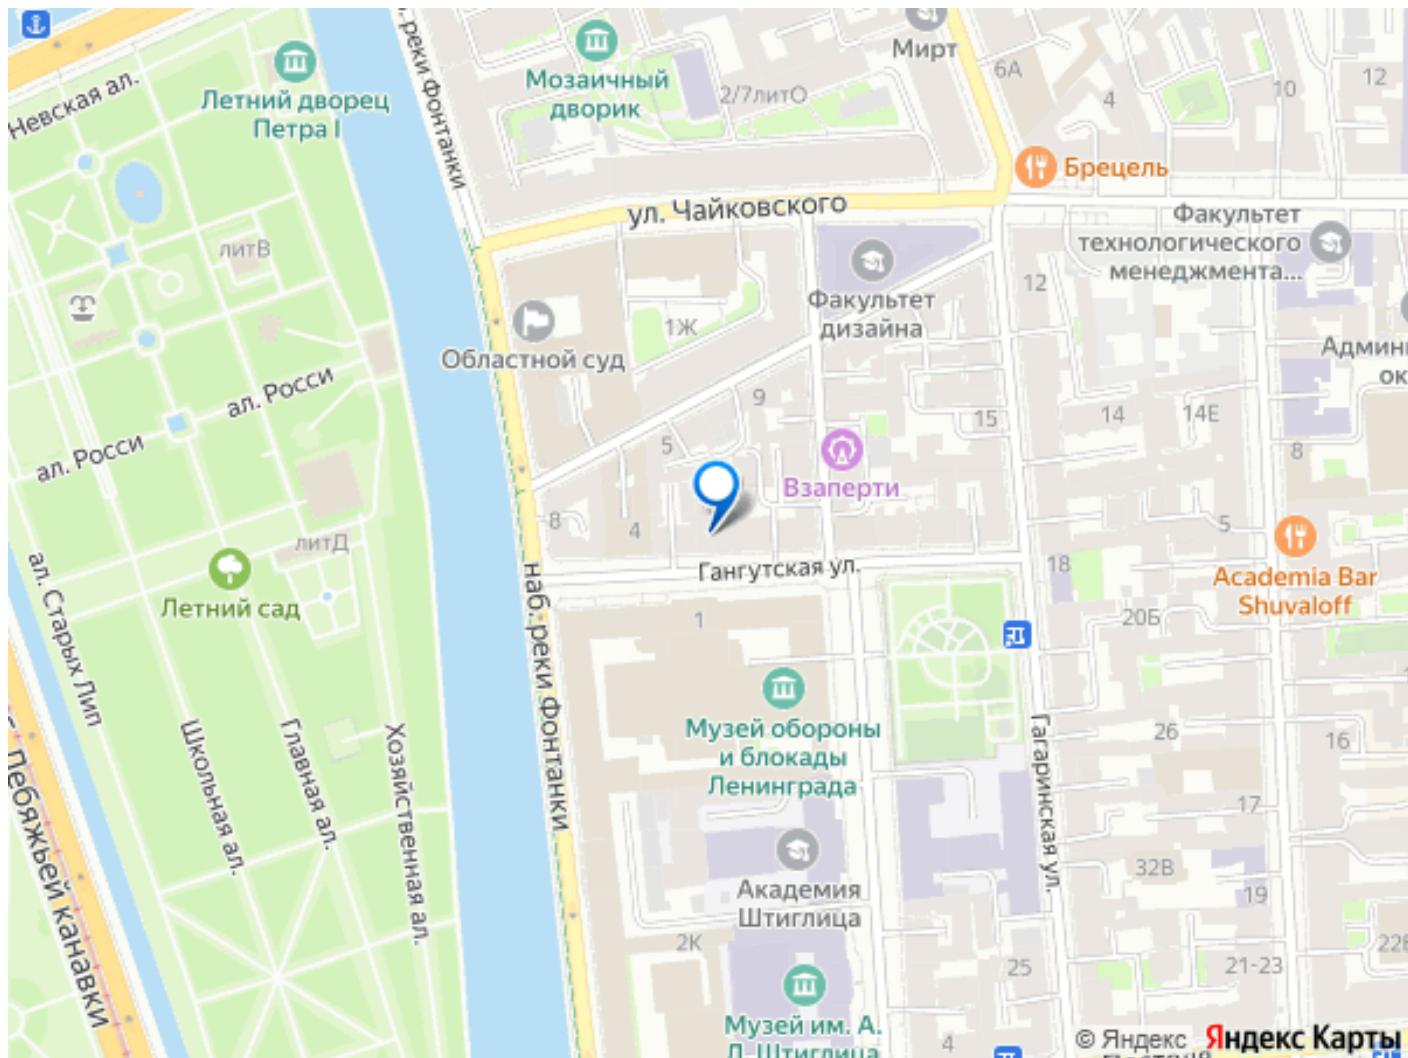 Невская ал.
Летний дворец
Петра I
реки Фонтанки
Мозаичный
дворик
2/7литО
Мирт
6А
4
10
12
Брецель
ул. Чайковского
Факультет
технологического
менеджмента...
литВ
Факультет
дизайна
12
Областной суд
1Ж
Админи
ок
ал. Росси
ал. Росси
9
5
15
14
14Е
8
Взаперти
8
4
5
литД
Летний сад
Гангутская ул.
18
Academia Bar
Shuvaloff
наб. реки Фонтанки
1
20Б
ал. Старых Лип
Школьная ал.
Главная ал.
Хозяйственная ал.
Музей обороны
и блокады
Ленинграда
Гагаринская ул.
26
16
17
Лебяжьей канавки
Академия
Штиглица
32В
19
2К
25
21-23
Музей им. А.
Л. Штиглица
4
© Яндекс
Яндекс Карты